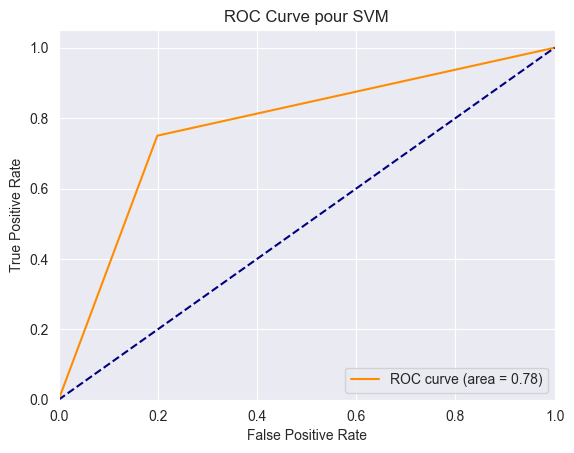 ROC Curve pour SVM
True Positive Rate
1.0
0.8
0.6
0.4
0.2
0.0
ROC curve (area = 0.78)
0.0 0.2 0.4 0.6 0.8 1.0
False Positive Rate